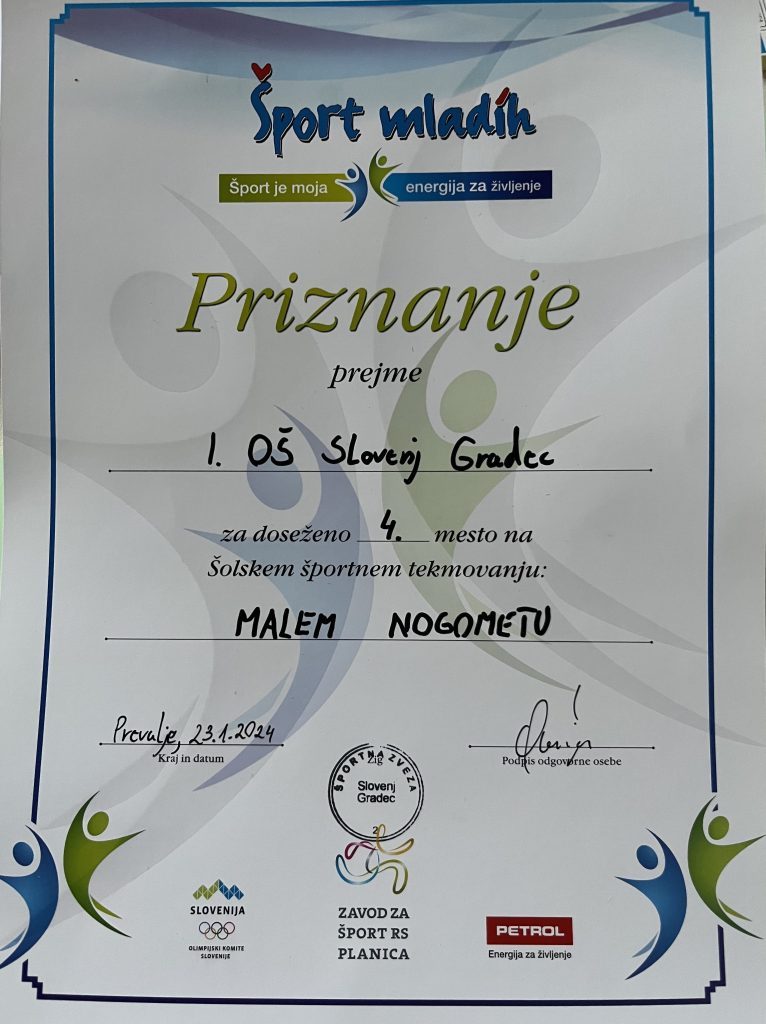 Šport mladih
Šport je moja energija za življenje
Priznanje
prejme
I. OŠ Slovenj Gradec
za doseženo 4. mesto na
Šolskem športnem tekmovanju:
MALEM NOGOMETU
Prevalje, 23.1.2024
Kraj in datum
Podpis odgovorne osebe
Žig
ŠPORTNA ZVEZA
Slovenj
Gradec
2
SLOVENIJA
OLIMPIJSKI KOMITE
SLOVENIJE
ZAVOD ZA
ŠPORT RS
PLANICA
PETROL
Energija za življenje